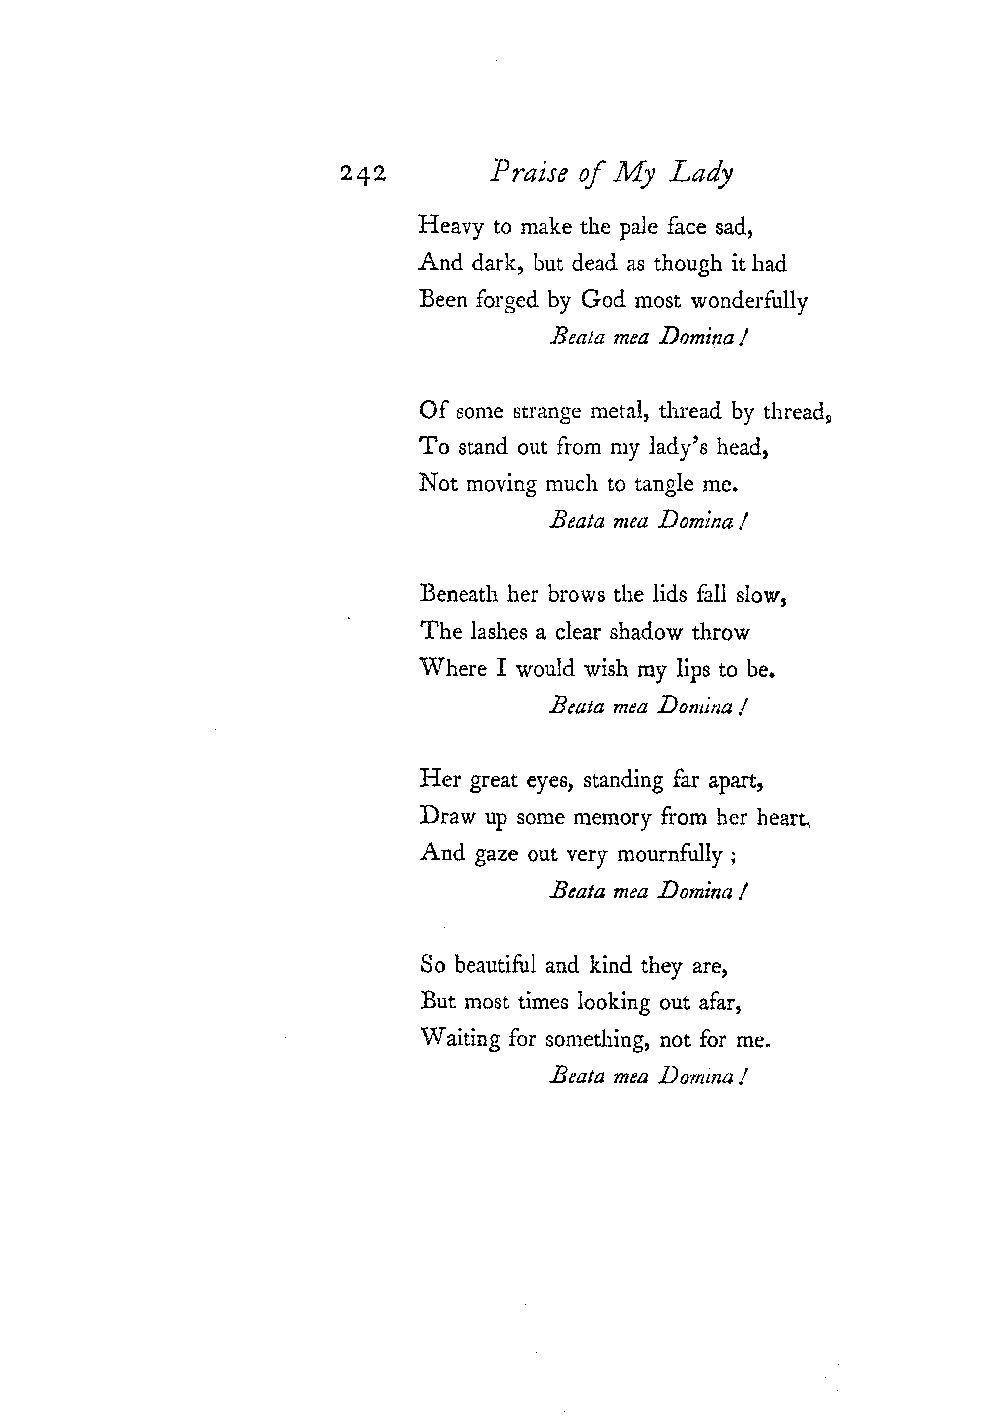 242 Praise of My Lady
Heavy to make the pale face sad,
And dark, but dead as though it had
Been forged by God most wonderfully
Beata mea Domina!
Of some strange metal, thread by thread,
To stand out from my lady's head,
Not moving much to tangle me.
Beata mea Domina!
Beneath her brows the lids fall slow,
The lashes a clear shadow throw
Where I would wish my lips to be.
Beata mea Domina!
Her great eyes, standing far apart,
Draw up some memory from her heart,
And gaze out very mournfully;
Beata mea Domina!
So beautiful and kind they are,
But most times looking out afar,
Waiting for something, not for me.
Beata mea Domina!